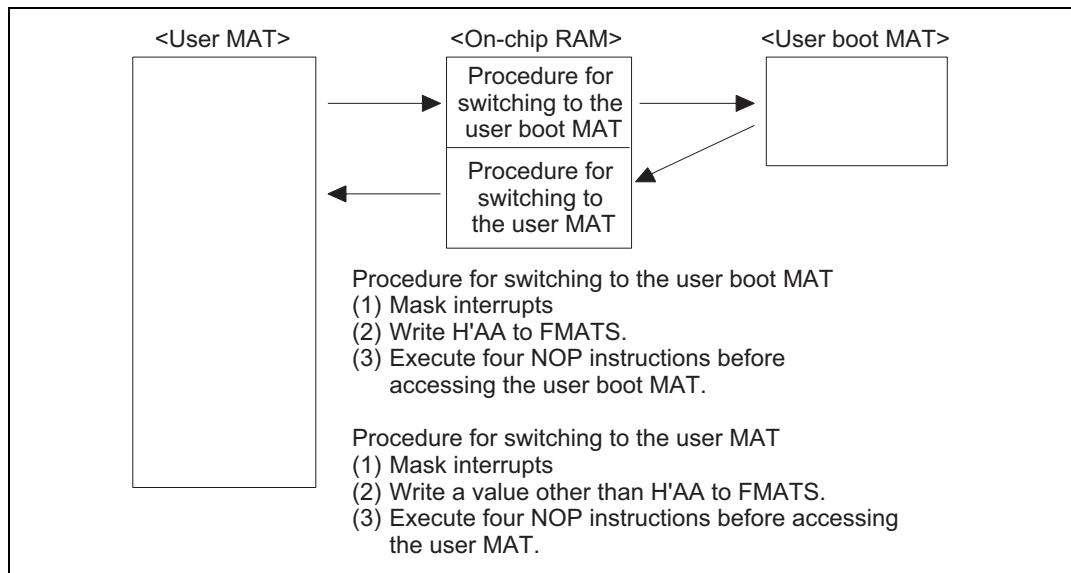 <User MAT>
<On-chip RAM>
<User boot MAT>
Procedure for
switching to the
user boot MAT
Procedure for
switching to
the user MAT
Procedure for switching to the user boot MAT
(1) Mask interrupts
(2) Write H'AA to FMATS.
(3) Execute four NOP instructions before
accessing the user boot MAT.
Procedure for switching to the user MAT
(1) Mask interrupts
(2) Write a value other than H'AA to FMATS.
(3) Execute four NOP instructions before accessing
the user MAT.